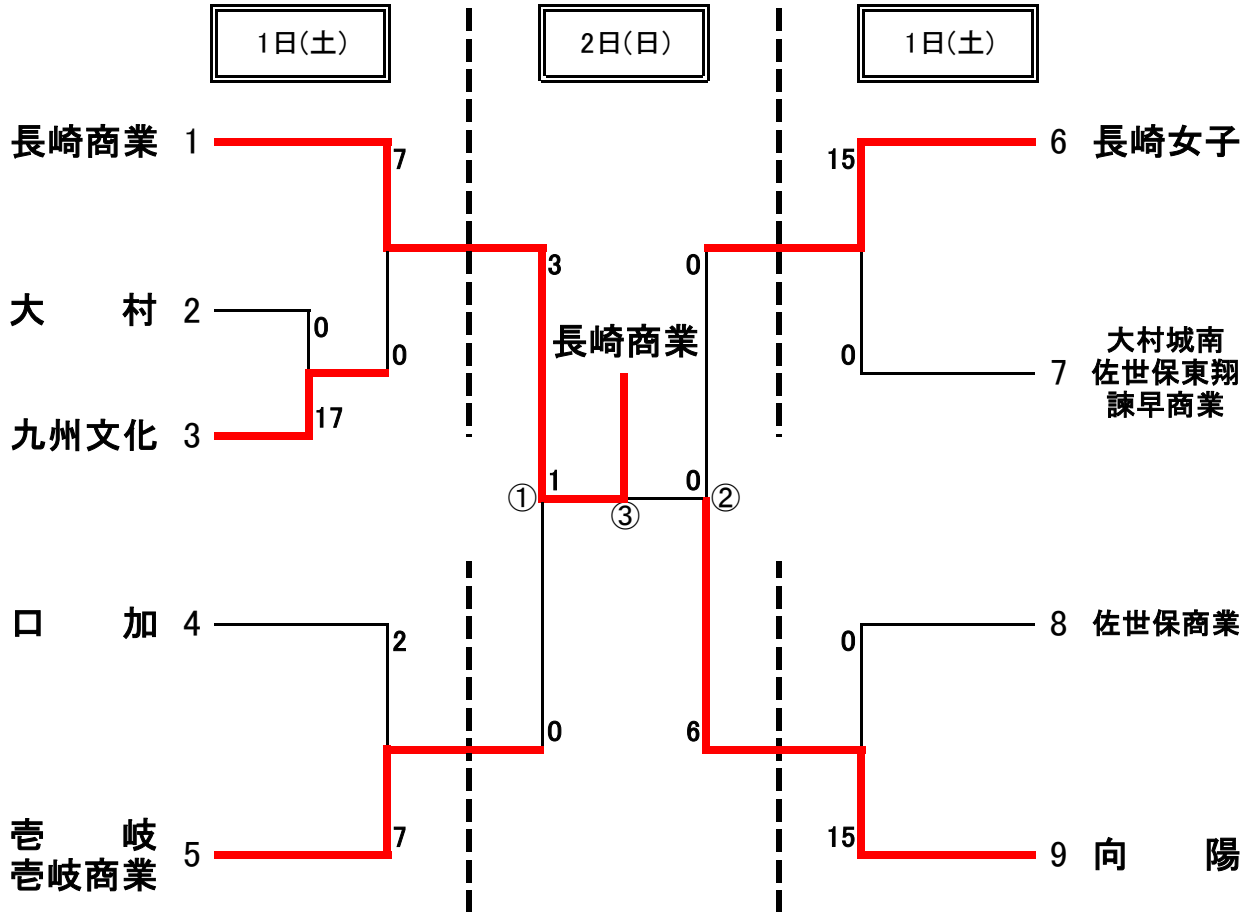 1日(土)
2日(日)
1日(土)
長崎商業 1
7
15
6 長崎女子
3
0
大 村 2
0
長崎商業
0
0
大村城南
7 佐世保東翔
諫早商業
九州文化 3
17
1
0
①
②
③
口 加 4
2
0
8 佐世保商業
0
6
壱 岐
壱岐商業 5
7
15
9 向 陽